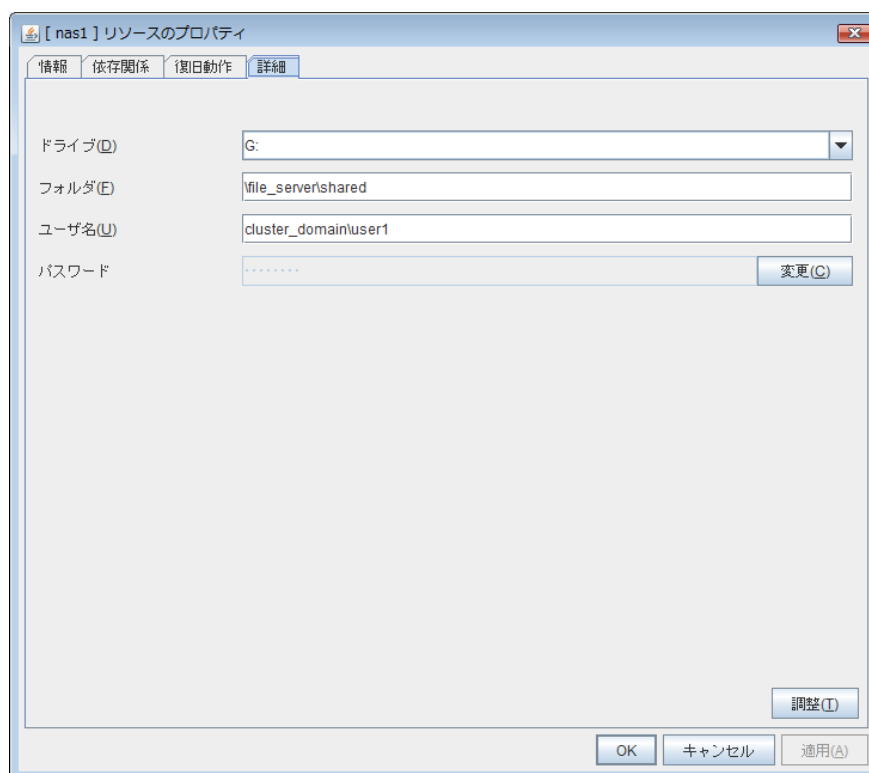 [ nas1 ] リソースのプロパティ
情報 依存関係 復旧動作 詳細
ドライブ(D) G:
フォルダ(F) \file_server\shared
ユーザ名(U) cluster_domain\user1
パスワード ········ 変更(C)
調整(T)
OK キャンセル 適用(A)